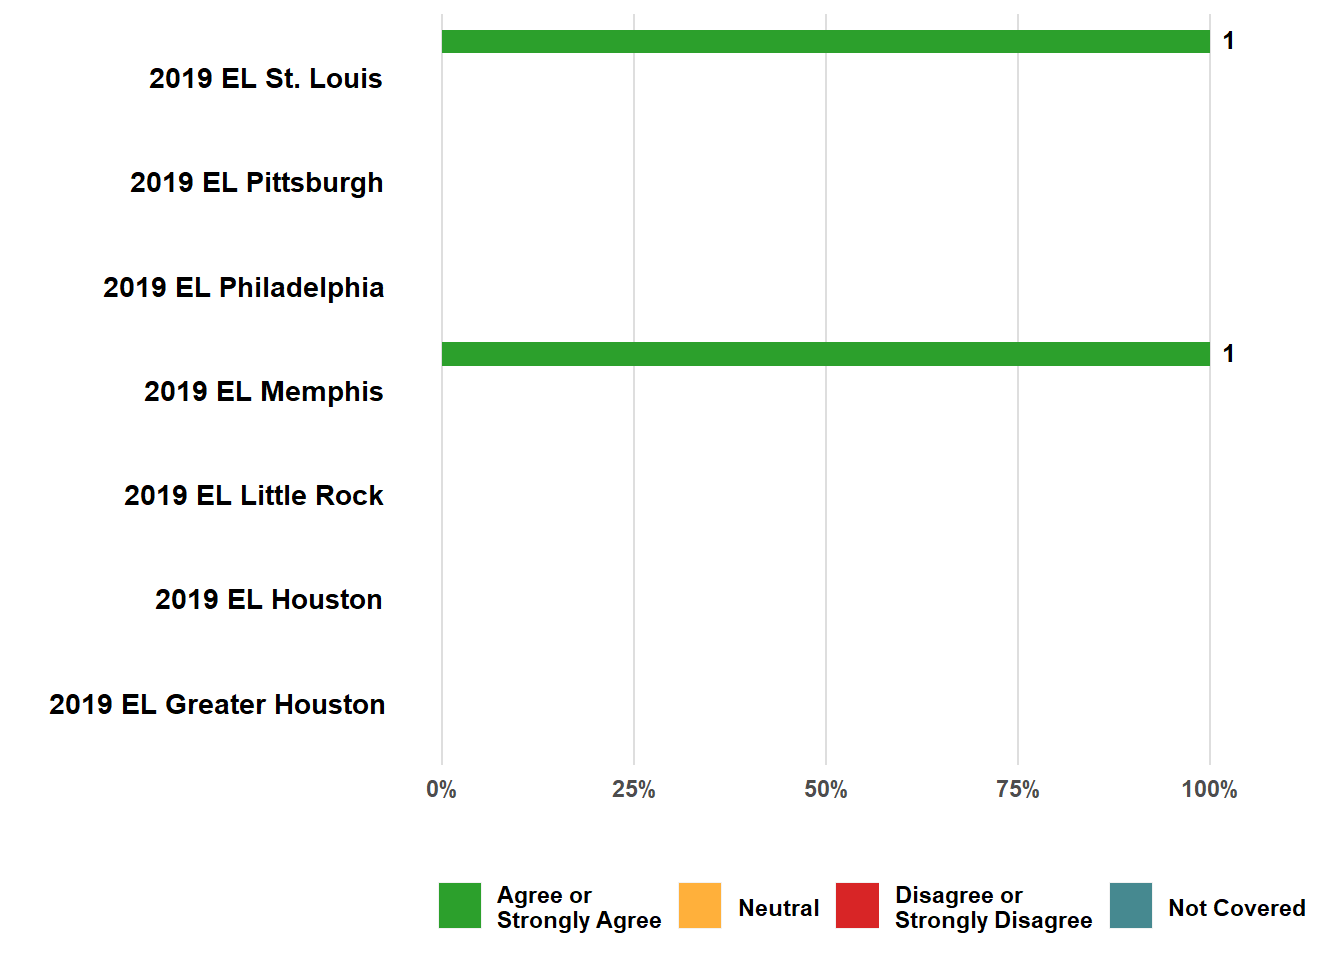 1
2019 EL St. Louis
2019 EL Pittsburgh
2019 EL Philadelphia
1
2019 EL Memphis
2019 EL Little Rock
2019 EL Houston
2019 EL Greater Houston
0% 25% 50% 75% 100%
Agree or
Strongly Agree
Neutral
Disagree or
Strongly Disagree
Not Covered